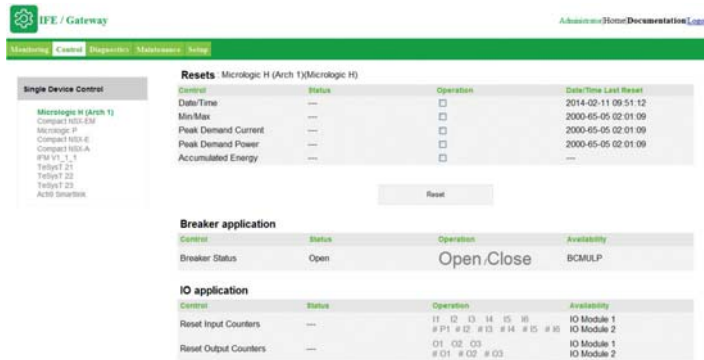 IFE / Gateway
Administrator|Home|Documentation|Logo
Monitoring Control Diagnostics Maintenance Setup
Single Device Control
Micrologic H (Arch 1)
Compact NSX-EM
Micrologic P
Compact NSX-E
Compact NSX-A
IFM V1_1_1
TeSysT 21
TeSysT 22
TeSysT 23
Acti9 Smartlink
Resets : Micrologic H (Arch 1)(Micrologic H)
Control Status Operation Date/Time Last Reset
Date/Time --- 2014-02-11 09:51:12
Min/Max --- 2000-65-05 02:01:09
Peak Demand Current --- 2000-65-05 02:01:09
Peak Demand Power --- 2000-65-05 02:01:09
Accumulated Energy --- ---
Reset
Breaker application
Control Status Operation Availability
Breaker Status Open Open /Close BCMULP
IO application
Control Status Operation Availability
Reset Input Counters --- I1 I2 I3 I4 I5 I6 IO Module 1
# I2 # I3 # I4 # I5 # I6 IO Module 2
Reset Output Counters --- O1 O2 O3 IO Module 1
# O1 # O2 # O3 IO Module 2